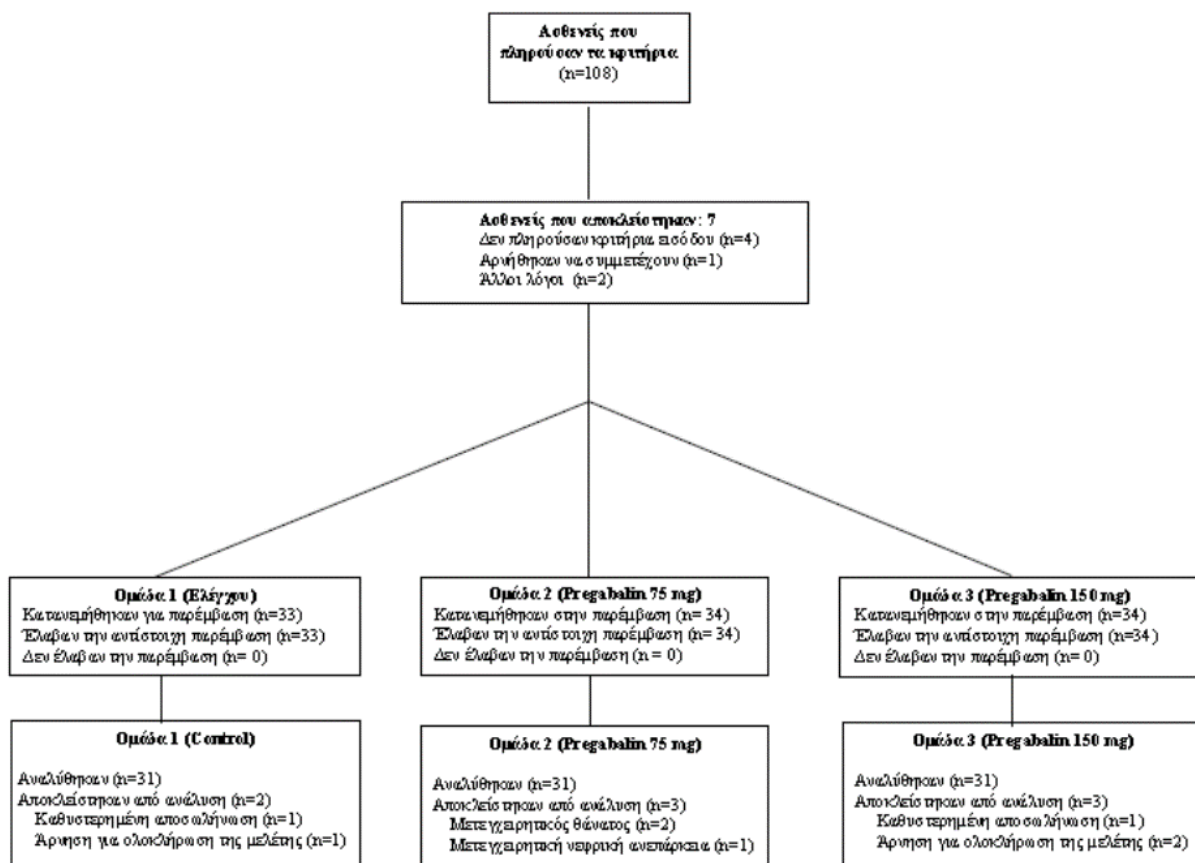 Ασθενείς που
πληρούσαν τα κριτήρια
(n=108)
Ασθενείς που αποκλείστηκαν: 7
Δεν πληρούσαν κριτήρια εισόδου (n=4)
Αρνήθηκαν να συμμετέχουν (n=1)
Άλλοι λόγοι (n=2)
Ομάδα 1 (Ελέγχου)
Κατανεμήθηκαν για παρέμβαση (n=33)
Έλαβαν την αντίστοιχη παρέμβαση (n=33)
Δεν έλαβαν την παρέμβαση (n= 0)
Ομάδα 2 (Pregabalin 75 mg)
Κατανεμήθηκαν στην παρέμβαση (n= 34)
Έλαβαν την αντίστοιχη παρέμβαση (n= 34)
Δεν έλαβαν την παρέμβαση (n = 0)
Ομάδα 3 (Pregabalin 150 mg)
Κατανεμήθηκαν στην παρέμβαση (n=34)
Έλαβαν την αντίστοιχη παρέμβαση (n=34)
Δεν έλαβαν την παρέμβαση (n= 0)
Ομάδα 1 (Control)
Αναλύθηκαν (n=31)
Αποκλείστηκαν από ανάλυση (n=2)
Καθυστερημένη αποσωλήνωση (n=1)
Άρνηση για ολοκλήρωση της μελέτης (n=1)
Ομάδα 2 (Pregabalin 75 mg)
Αναλύθηκαν (n=31)
Αποκλείστηκαν από ανάλυση (n=3)
Μετεγχειρητικός θάνατος (n=2)
Μετεγχειρητική νεφρική ανεπάρκεια (n=1)
Ομάδα 3 (Pregabalin 150 mg)
Αναλύθηκαν (n=31)
Αποκλείστηκαν από ανάλυση (n=3)
Καθυστερημένη αποσωλήνωση (n=1)
Άρνηση για ολοκλήρωση της μελέτης (n=2)